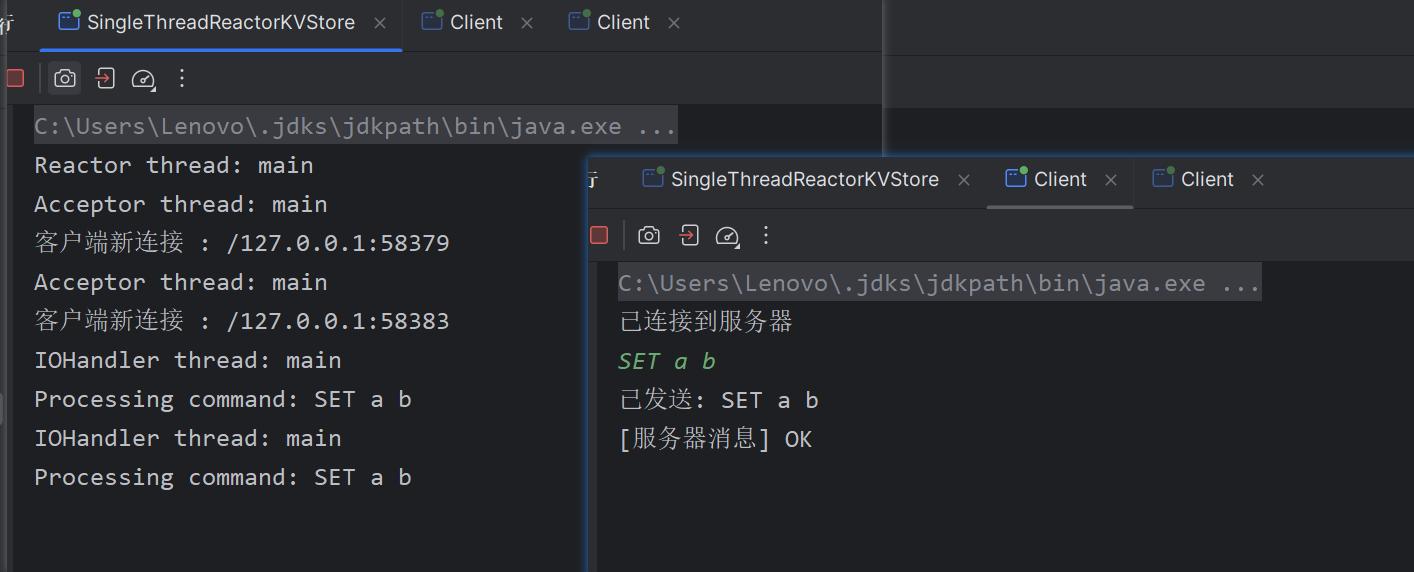 SingleThreadReactorKVStore Client Client
C:\Users\Lenovo\.jdks\jdkpath\bin\java.exe ...
Reactor thread: main
Acceptor thread: main
客户端新连接 : /127.0.0.1:58379
Acceptor thread: main
客户端新连接 : /127.0.0.1:58383
IOHandler thread: main
Processing command: SET a b
IOHandler thread: main
Processing command: SET a b
SingleThreadReactorKVStore Client Client
C:\Users\Lenovo\.jdks\jdkpath\bin\java.exe ...
已连接到服务器
SET a b
已发送: SET a b
[服务器消息] OK